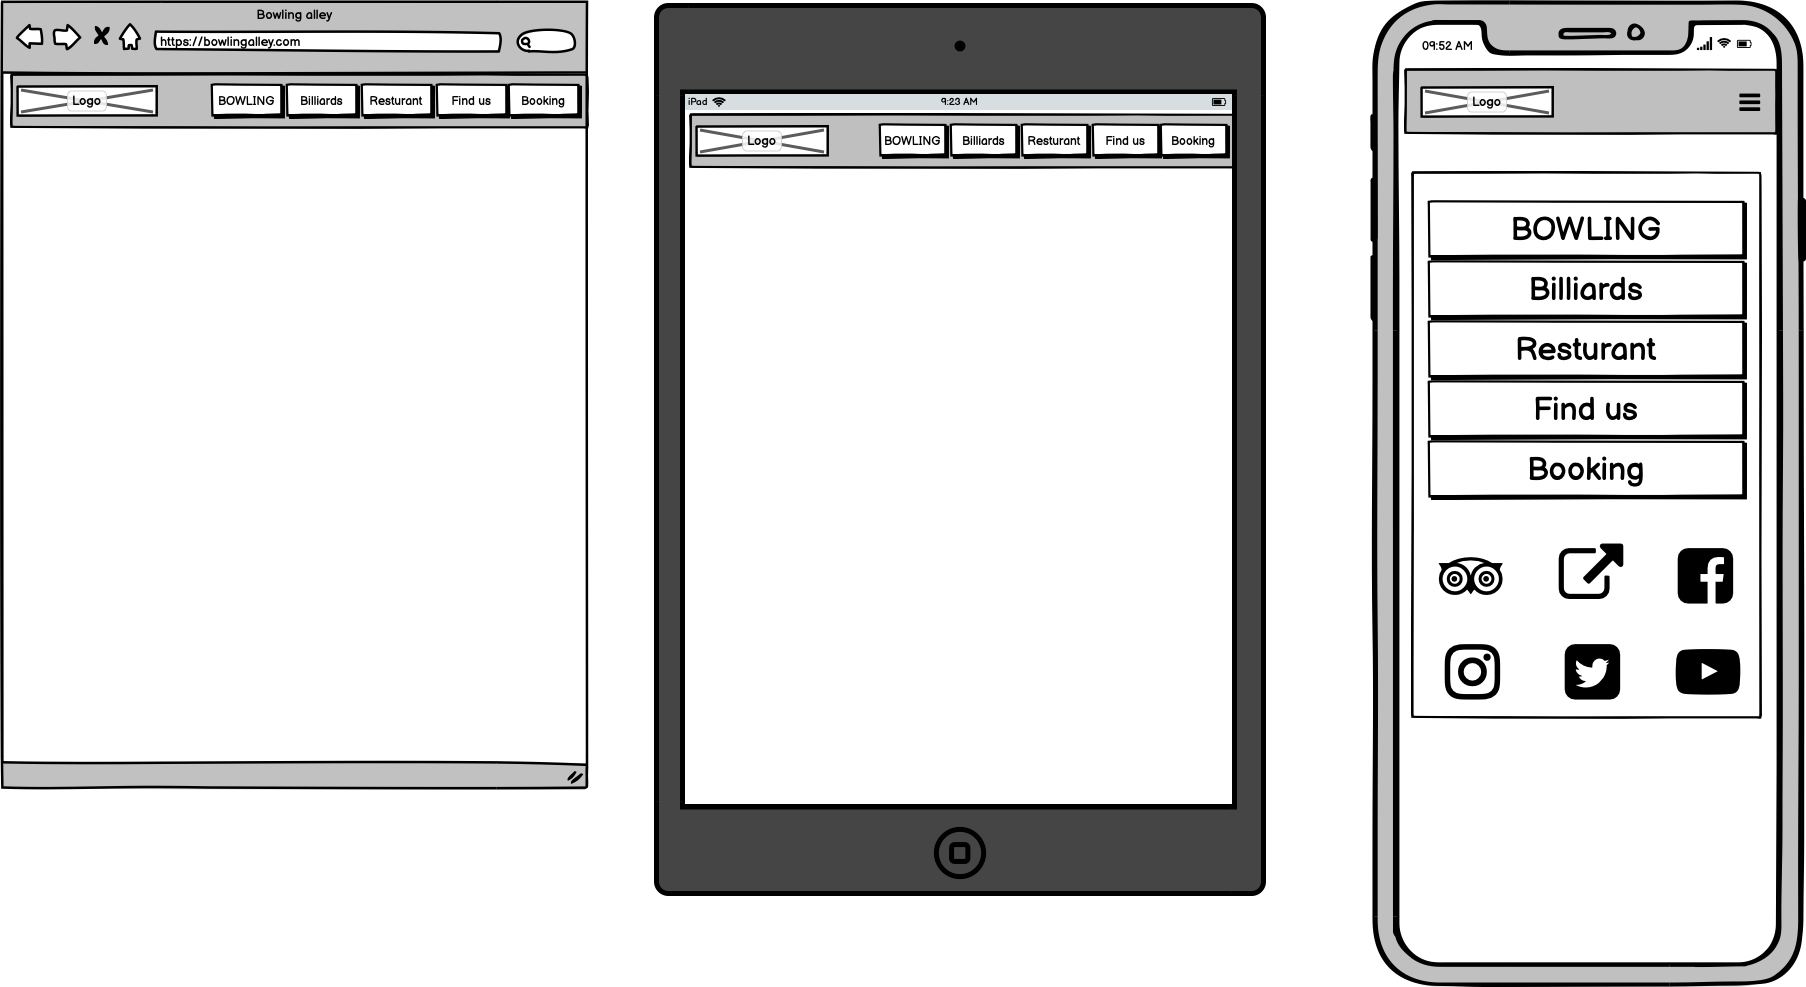 Bowling alley
https://bowlingalley.com
Logo BOWLING Billiards Resturant Find us Booking
iPad 9:23 AM
Logo BOWLING Billiards Resturant Find us Booking
09:52 AM
Logo
BOWLING
Billiards
Resturant
Find us
Booking